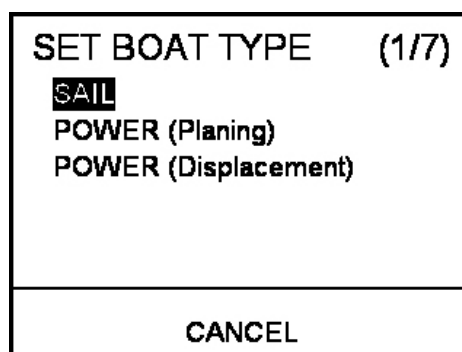 SET BOAT TYPE (1/7)
SAIL
POWER (Planing)
POWER (Displacement)
CANCEL